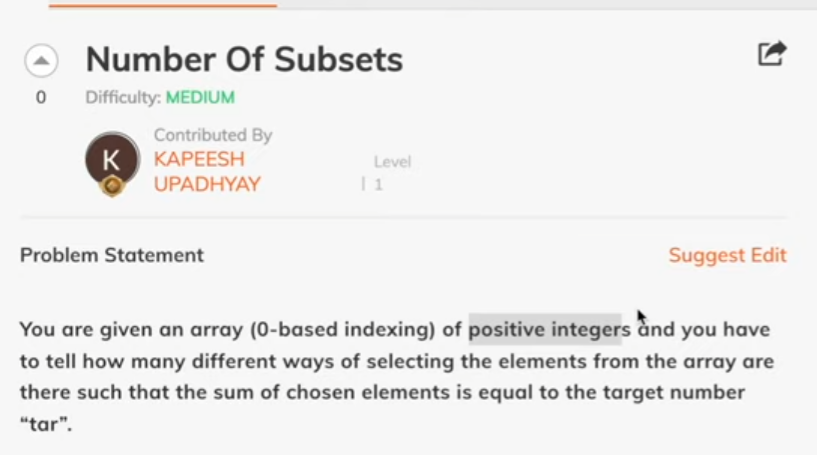 Number Of Subsets
0
Difficulty: MEDIUM
Contributed By
K
KAPEESH
UPADHYAY
Level
1
Problem Statement
Suggest Edit
You are given an array (0-based indexing) of positive integers and you have
to tell how many different ways of selecting the elements from the array are
there such that the sum of chosen elements is equal to the target number
“tar”.